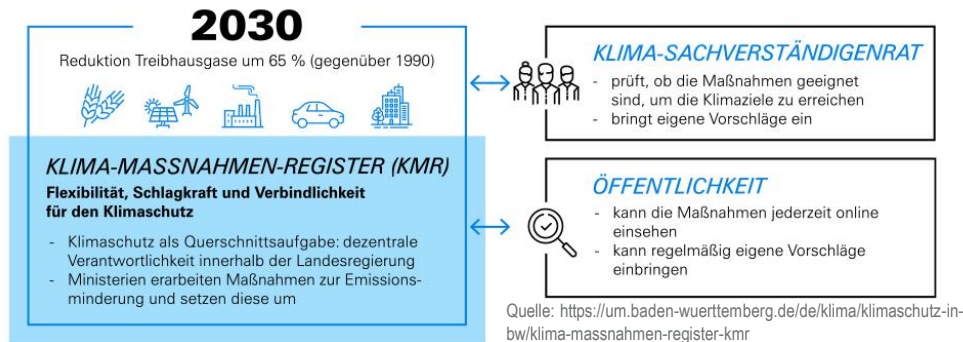 2030
Reduktion Treibhausgase um 65 % (gegenüber 1990)
KLIMA-MASSNAHMEN-REGISTER (KMR)
Flexibilität, Schlagkraft und Verbindlichkeit
für den Klimaschutz
- Klimaschutz als Querschnittsaufgabe: dezentrale
Verantwortlichkeit innerhalb der Landesregierung
- Ministerien erarbeiten Maßnahmen zur Emissions-
minderung und setzen diese um
KLIMA-SACHVERSTÄNDIGENRAT
- prüft, ob die Maßnahmen geeignet
sind, um die Klimaziele zu erreichen
- bringt eigene Vorschläge ein
ÖFFENTLICHKEIT
- kann die Maßnahmen jederzeit online
einsehen
- kann regelmäßig eigene Vorschläge
einbringen
Quelle: https://um.baden-wuerttemberg.de/de/klima/klimaschutz-in-
bw/klima-massnahmen-register-kmr